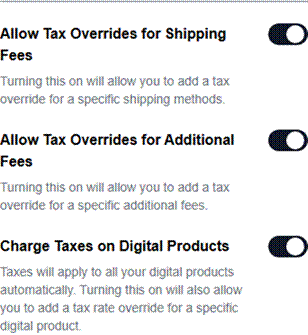 Allow Tax Overrides for Shipping
Fees
Turning this on will allow you to add a tax
override for a specific shipping methods.
Allow Tax Overrides for Additional
Fees
Turning this on will allow you to add a tax
override for a specific additional fees.
Charge Taxes on Digital Products
Taxes will apply to all your digital products
automatically. Turning this on will also allow
you to add a tax rate override for a specific
digital product.